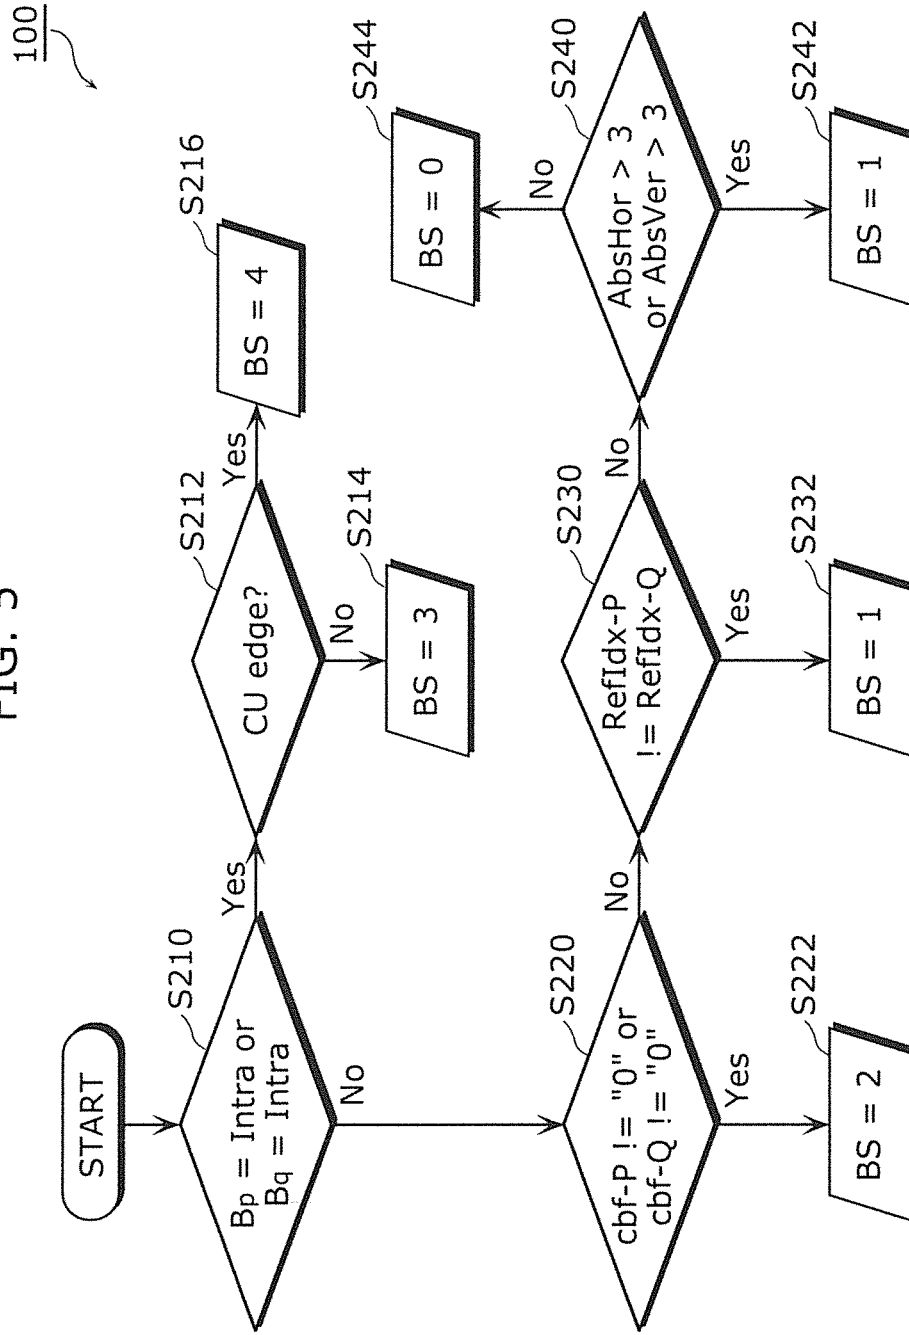 FIG. 5
100
START
S210
Bp = Intra or
Bq = Intra
Yes
No
S212
CU edge?
Yes
No
S216
BS = 4
S214
BS = 3
S220
cbf-P != "0" or
cbf-Q != "0"
No
Yes
S222
BS = 2
S230
RefIdx-P
!= RefIdx-Q
No
Yes
S232
BS = 1
S240
AbsHor > 3
or AbsVer > 3
No
Yes
S244
BS = 0
S242
BS = 1